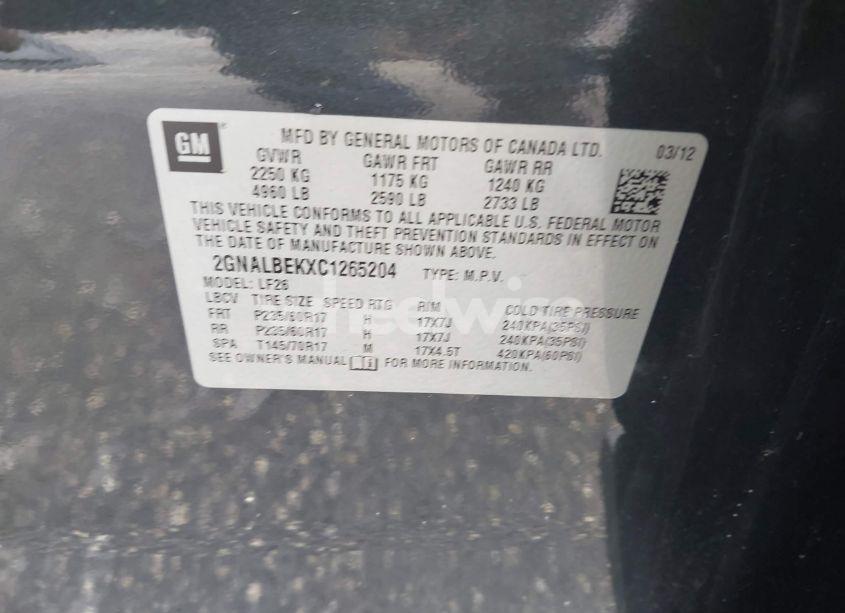 GM
MFD BY GENERAL MOTORS OF CANADA LTD. 03/12
GVWR GAWR FRT GAWR RR
2250 KG 1175 KG 1240 KG
4960 LB 2590 LB 2733 LB
THIS VEHICLE CONFORMS TO ALL APPLICABLE U.S. FEDERAL MOTOR
VEHICLE SAFETY AND THEFT PREVENTION STANDARDS IN EFFECT ON
THE DATE OF MANUFACTURE SHOWN ABOVE.
2GNALBEKXC1265204 TYPE: M.P.V.
MODEL: LF26
LBCV TIRE SIZE SPEED RTG RIM COLD TIRE PRESSURE
FRT P235/60R17 H 17X7J 240KPA(35PSI)
RR P235/60R17 H 17X7J 240KPA(35PSI)
SPA T145/70R17 M 17X4.5T 420KPA(60PSI)
SEE OWNER'S MANUAL FOR MORE INFORMATION.